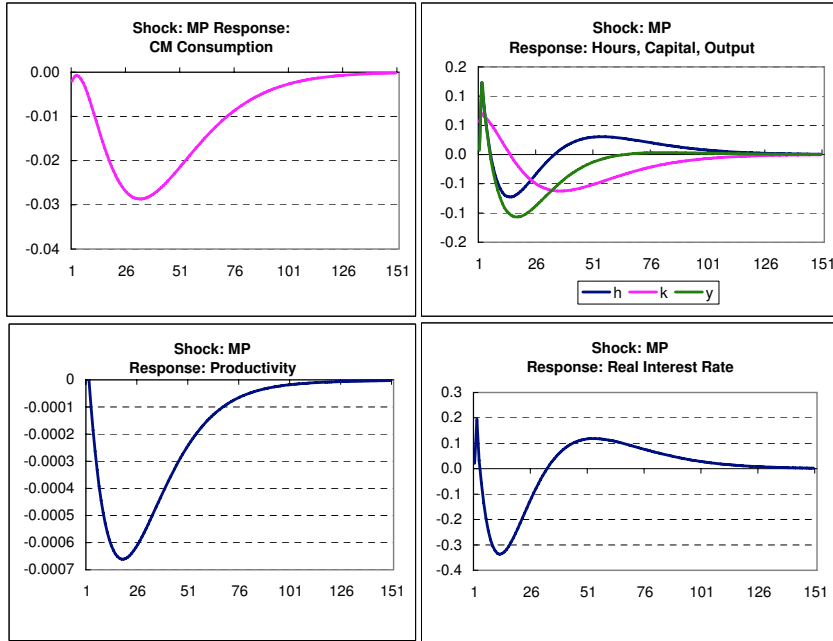 Shock: MP Response:
CM Consumption
0.00
-0.01
-0.02
-0.03
-0.04
1 26 51 76 101 126 151
Shock: MP
Response: Hours, Capital, Output
0.2
0.1
0.1
0.0
-0.1
-0.1
-0.2
1 26 51 76 101 126 151
h k y
Shock: MP
Response: Productivity
0
-0.0001
-0.0002
-0.0003
-0.0004
-0.0005
-0.0006
-0.0007
1 26 51 76 101 126 151
Shock: MP
Response: Real Interest Rate
0.3
0.2
0.1
0.0
-0.1
-0.2
-0.3
-0.4
1 26 51 76 101 126 151